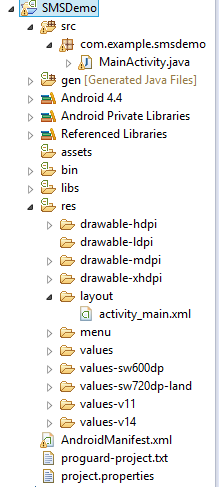 SMSDemo
src
com.example.smsdemo
MainActivity.java
gen [Generated Java Files]
Android 4.4
Android Private Libraries
Referenced Libraries
assets
bin
libs
res
drawable-hdpi
drawable-ldpi
drawable-mdpi
drawable-xhdpi
layout
activity_main.xml
menu
values
values-sw600dp
values-sw720dp-land
values-v11
values-v14
AndroidManifest.xml
proguard-project.txt
project.properties